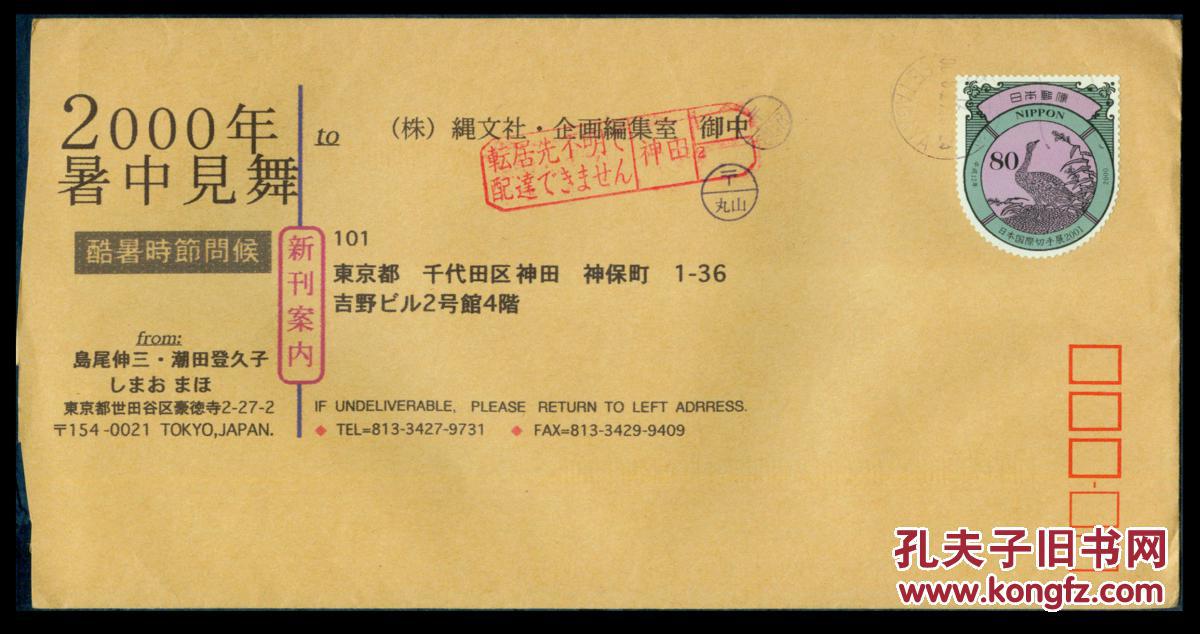 2000年
暑中見舞
酷暑時節問候
from:
島尾伸三・潮田登久子
しまお まほ
東京都世田谷区豪徳寺2-27-2
〒154-0021 TOKYO,JAPAN.
to
(株) 縄文社・企画編集室 御中
転居先不明で
配達できません
神田
2
〒
丸山
新刊案内
101
東京都 千代田区神田 神保町 1-36
吉野ビル2号館4階
IF UNDELIVERABLE, PLEASE RETURN TO LEFT ADRRESS.
◆ TEL=813-3427-9731 ◆ FAX=813-3429-9409
日本郵便
NIPPON
80
平成12年
2000
日本国際切手展2001
孔夫子旧书网
www.kongfz.com